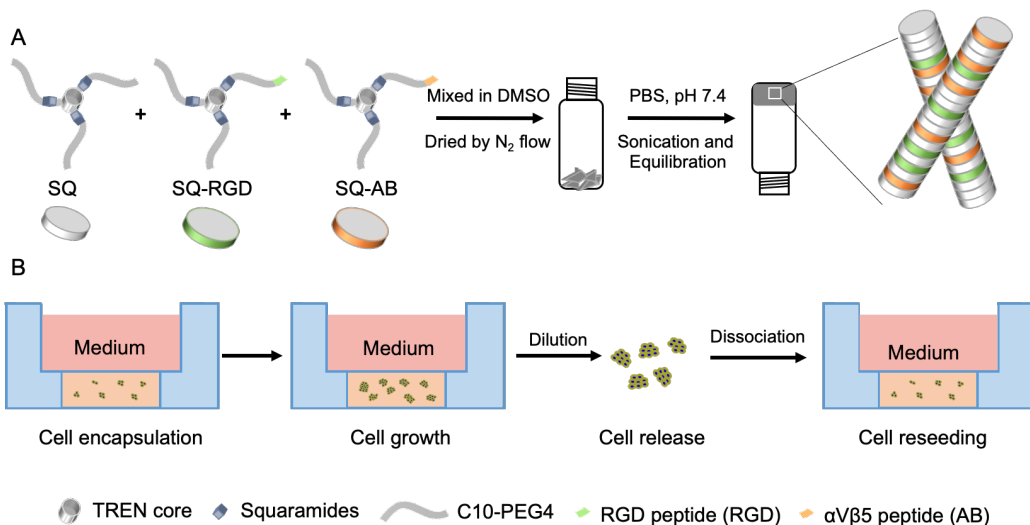 A
+
+
SQ
SQ-RGD
SQ-AB
Mixed in DMSO
Dried by N₂ flow
PBS, pH 7.4
Sonication and
Equilibration
B
Medium
Medium
Dilution
Dissociation
Medium
Cell encapsulation
Cell growth
Cell release
Cell reseeding
TREN core
Squaramides
C10-PEG4
RGD peptide (RGD)
αVβ5 peptide (AB)